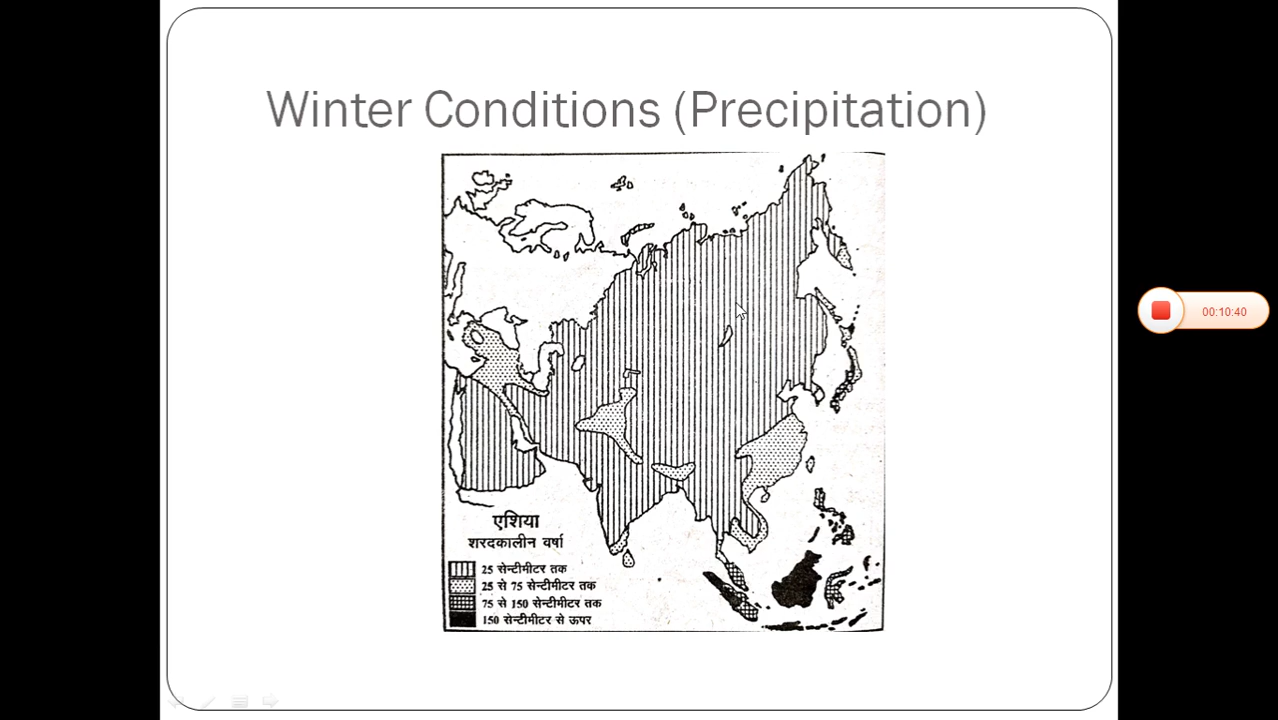 Winter Conditions (Precipitation)
00:10:40
एशिया
शरदकालीन वर्षा
25 सेन्टीमीटर तक
25 से 75 सेन्टीमीटर तक
75 से 150 सेन्टीमीटर तक
150 सेन्टीमीटर से ऊपर